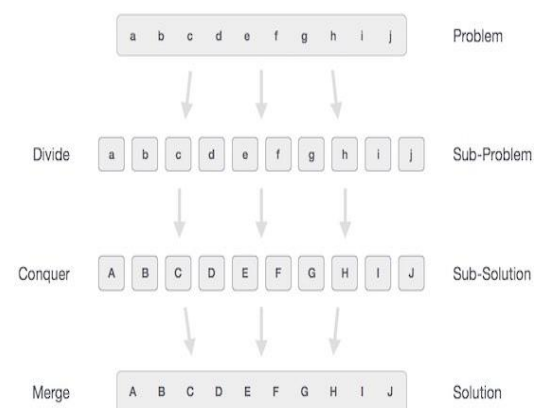 a b c d e f g h i j Problem
Divide a b c d e f g h i j Sub-Problem
Conquer A B C D E F G H I J Sub-Solution
Merge A B C D E F G H I J Solution